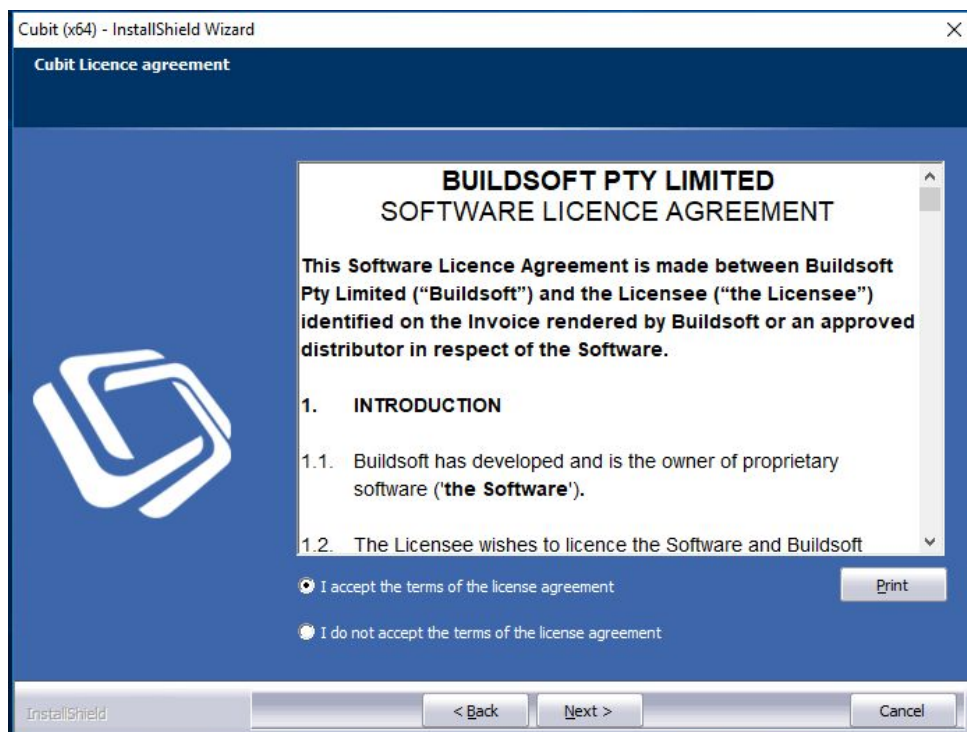 Cubit (x64) - InstallShield Wizard
Cubit Licence agreement
BUILDSOFT PTY LIMITED
SOFTWARE LICENCE AGREEMENT
This Software Licence Agreement is made between Buildsoft
Pty Limited (“Buildsoft”) and the Licensee (“the Licensee”)
identified on the Invoice rendered by Buildsoft or an approved
distributor in respect of the Software.
1. INTRODUCTION
1.1. Buildsoft has developed and is the owner of proprietary
software ('the Software').
1.2. The Licensee wishes to licence the Software and Buildsoft
I accept the terms of the license agreement
Print
I do not accept the terms of the license agreement
InstallShield
< Back
Next >
Cancel